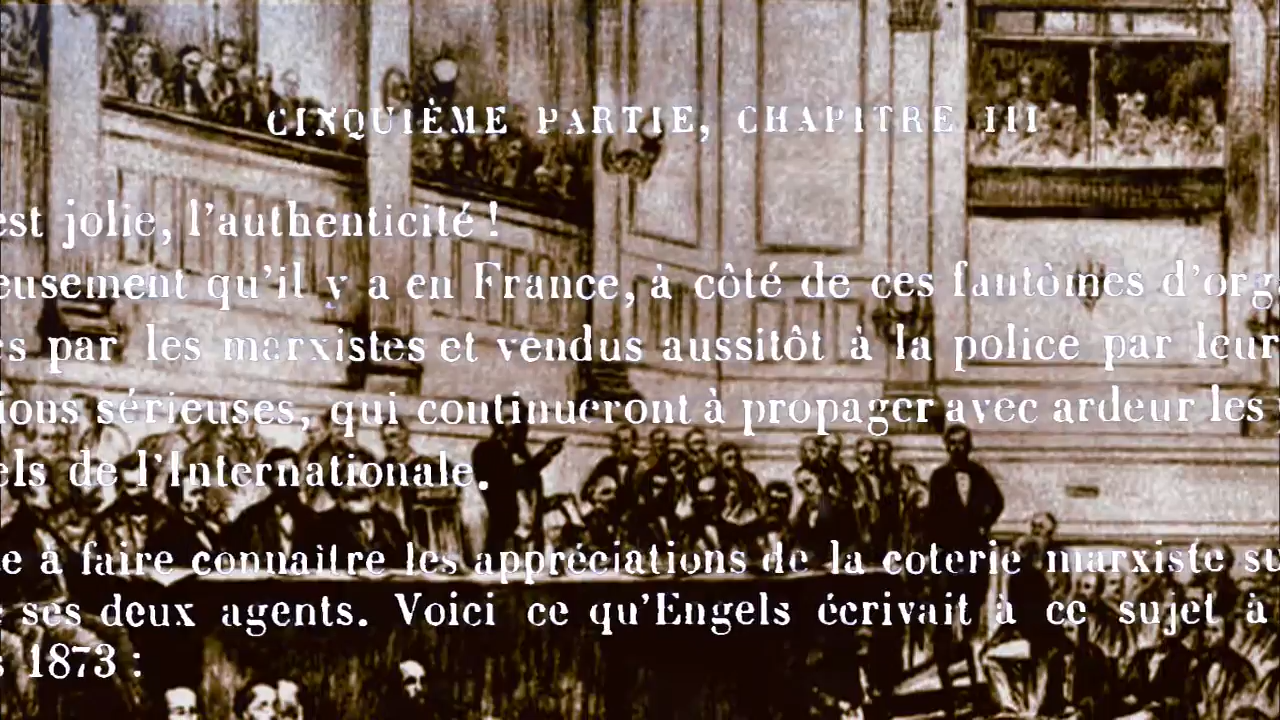 CINQUIÈME PARTIE, CHAPITRE III
est jolie, l'authenticité !
eusement qu'il y a en France, à côté de ces fantômes d'org
s par les marxistes et vendus aussitôt à la police par leur
ions sérieuses, qui continueront à propager avec ardeur les
els de l'Internationale.
e à faire connaître les appréciations de la coterie marxiste su
ses deux agents. Voici ce qu'Engels écrivait à ce sujet à
s 1873 :